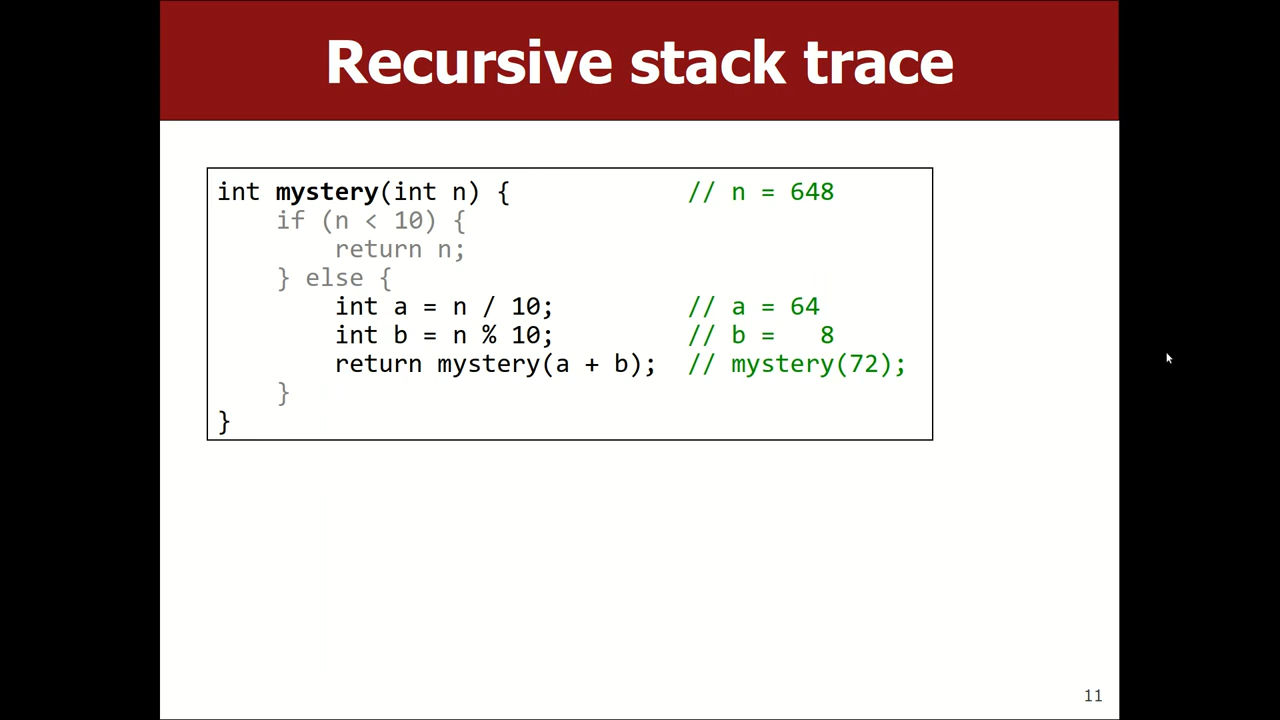 Recursive stack trace
int mystery(int n) {            // n = 648
    if (n < 10) {
        return n;
    } else {
        int a = n / 10;         // a = 64
        int b = n % 10;         // b =   8
        return mystery(a + b);  // mystery(72);
    }
}
11